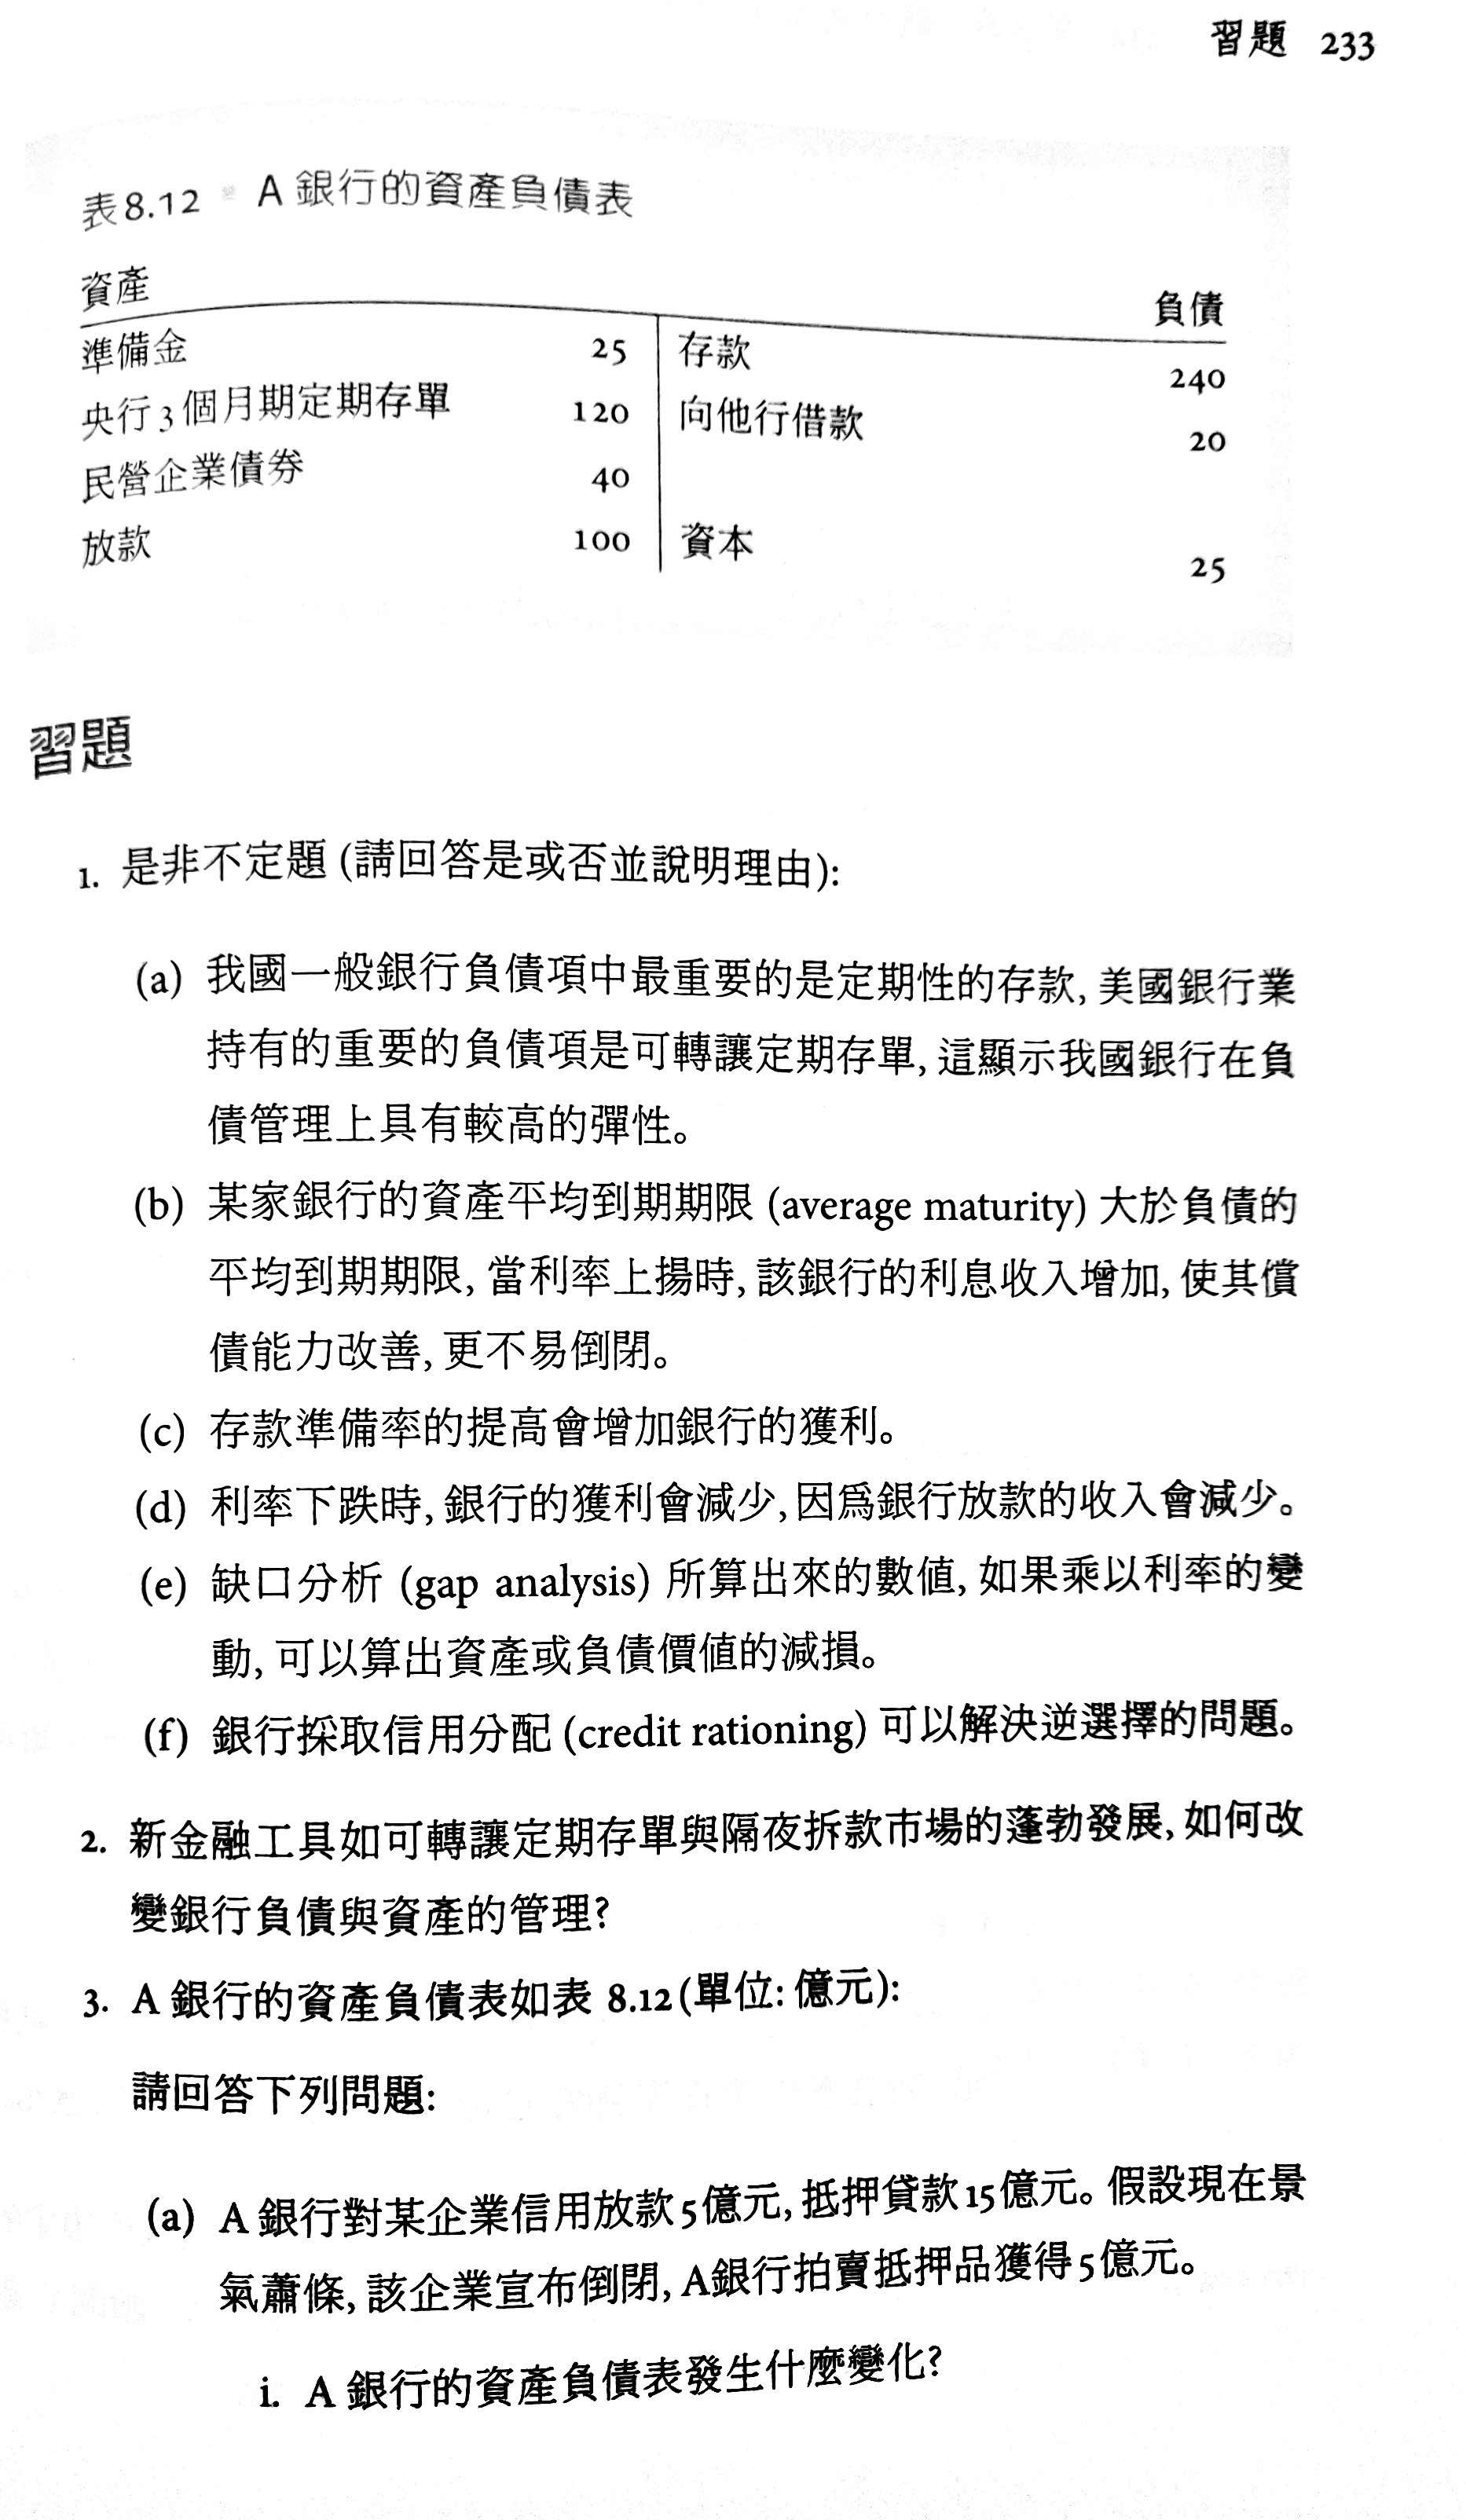 習題 233
表8.12 A 銀行的資產負債表
資產 負債
準備金 25 存款 240
央行3個月期定期存單 120 向他行借款 20
民營企業債券 40
放款 100 資本 25
習題
1. 是非不定題 (請回答是或否並說明理由):
(a) 我國一般銀行負債項中最重要的是定期性的存款, 美國銀行業
持有的重要的負債項是可轉讓定期存單, 這顯示我國銀行在負
債管理上具有較高的彈性。
(b) 某家銀行的資產平均到期期限 (average maturity) 大於負債的
平均到期期限, 當利率上揚時, 該銀行的利息收入增加, 使其償
債能力改善, 更不易倒閉。
(c) 存款準備率的提高會增加銀行的獲利。
(d) 利率下跌時, 銀行的獲利會減少, 因為銀行放款的收入會減少。
(e) 缺口分析 (gap analysis) 所算出來的數值, 如果乘以利率的變
動, 可以算出資產或負債價值的減損。
(f) 銀行採取信用分配 (credit rationing) 可以解決逆選擇的問題。
2. 新金融工具如可轉讓定期存單與隔夜拆款市場的蓬勃發展, 如何改
變銀行負債與資產的管理?
3. A 銀行的資產負債表如表 8.12 (單位: 億元):
請回答下列問題:
(a) A 銀行對某企業信用放款5億元, 抵押貸款15億元。假設現在景
氣蕭條, 該企業宣布倒閉, A銀行拍賣抵押品獲得5億元。
i. A 銀行的資產負債表發生什麼變化?